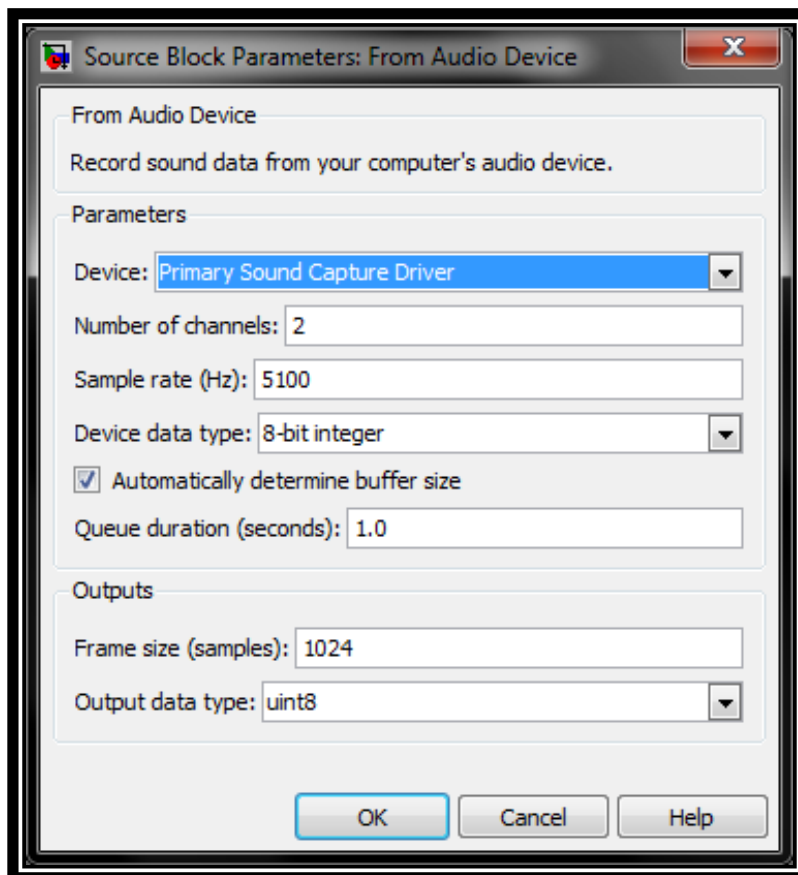 Source Block Parameters: From Audio Device
From Audio Device
Record sound data from your computer's audio device.
Parameters
Device: Primary Sound Capture Driver
Number of channels: 2
Sample rate (Hz): 5100
Device data type: 8-bit integer
Automatically determine buffer size
Queue duration (seconds): 1.0
Outputs
Frame size (samples): 1024
Output data type: uint8
OK Cancel Help